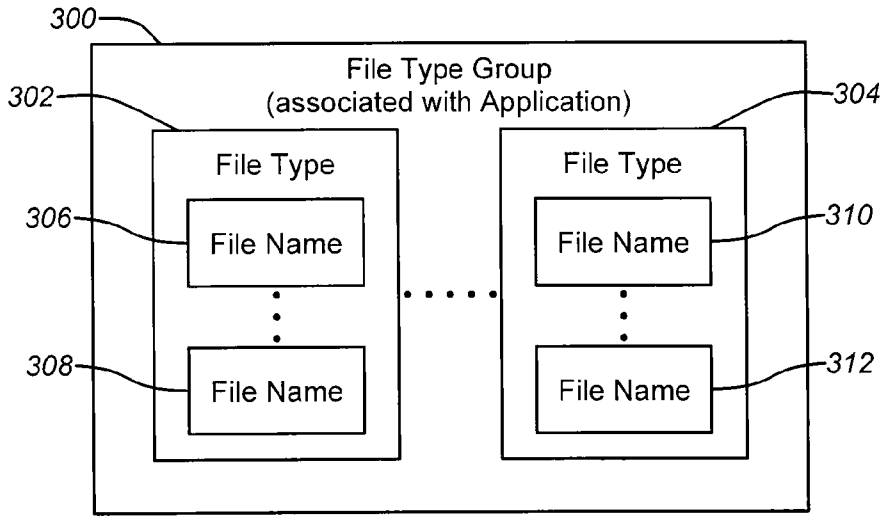 300
File Type Group
(associated with Application)
302
304
File Type
File Type
306
File Name
File Name
310
308
File Name
File Name
312